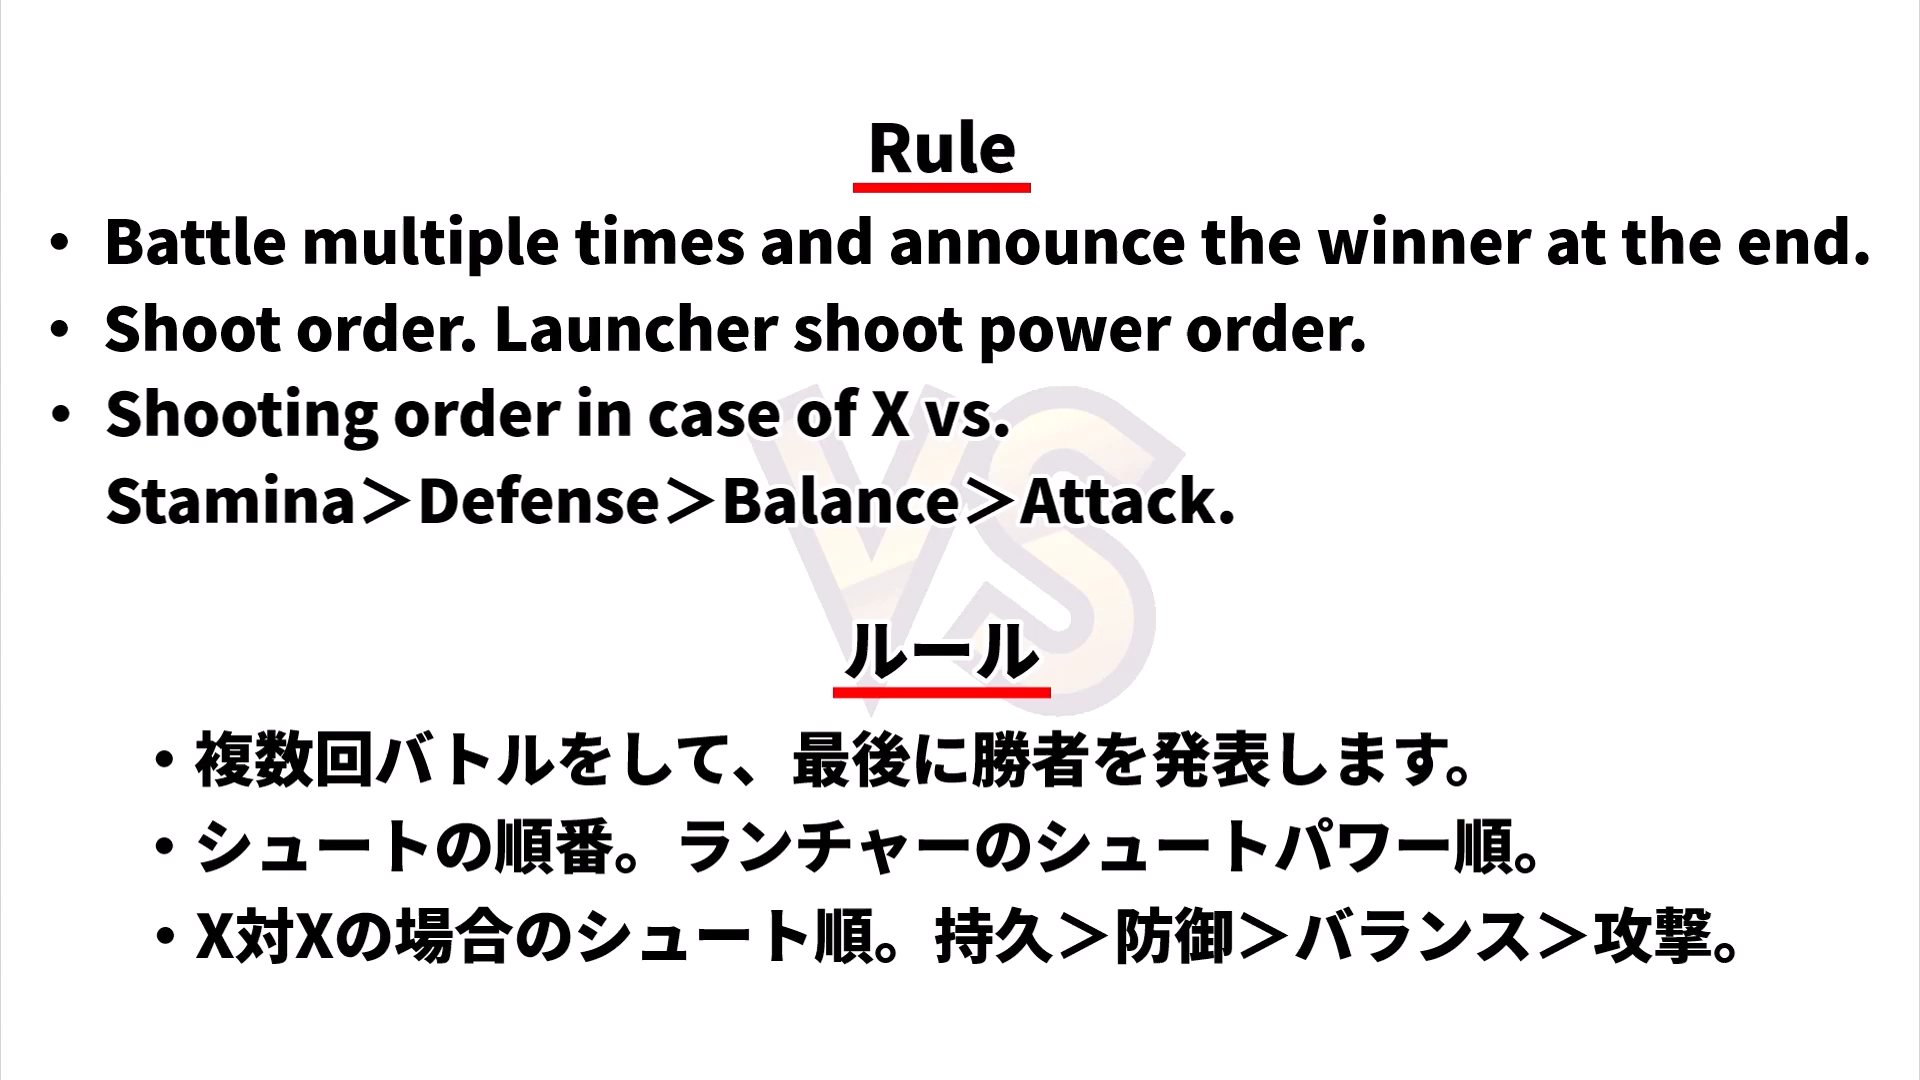 Rule
・ Battle multiple times and announce the winner at the end.
・ Shoot order. Launcher shoot power order.
・ Shooting order in case of X vs.
Stamina＞Defense＞Balance＞Attack.
VS
ルール
・複数回バトルをして、最後に勝者を発表します。
・シュートの順番。ランチャーのシュートパワー順。
・X対Xの場合のシュート順。持久＞防御＞バランス＞攻撃。